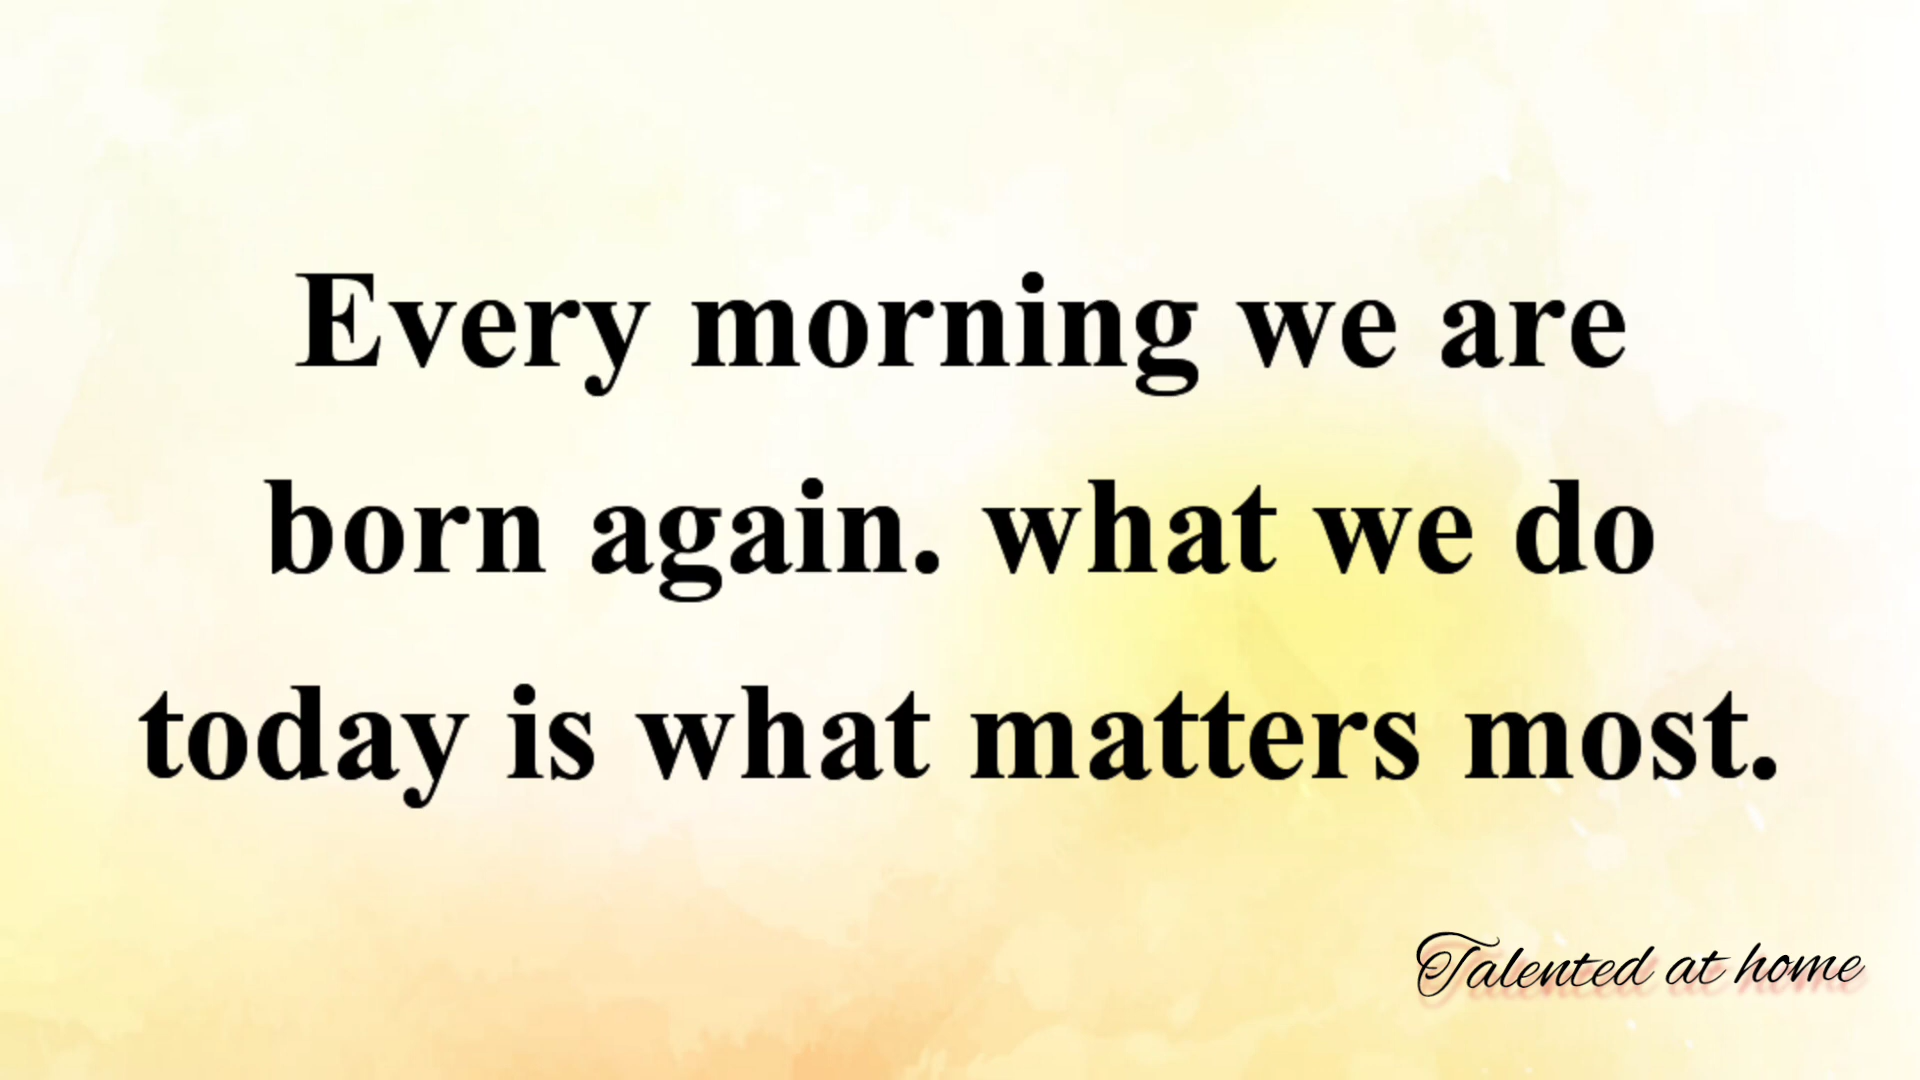 Every morning we are
born again. what we do
today is what matters most.
Talented at home